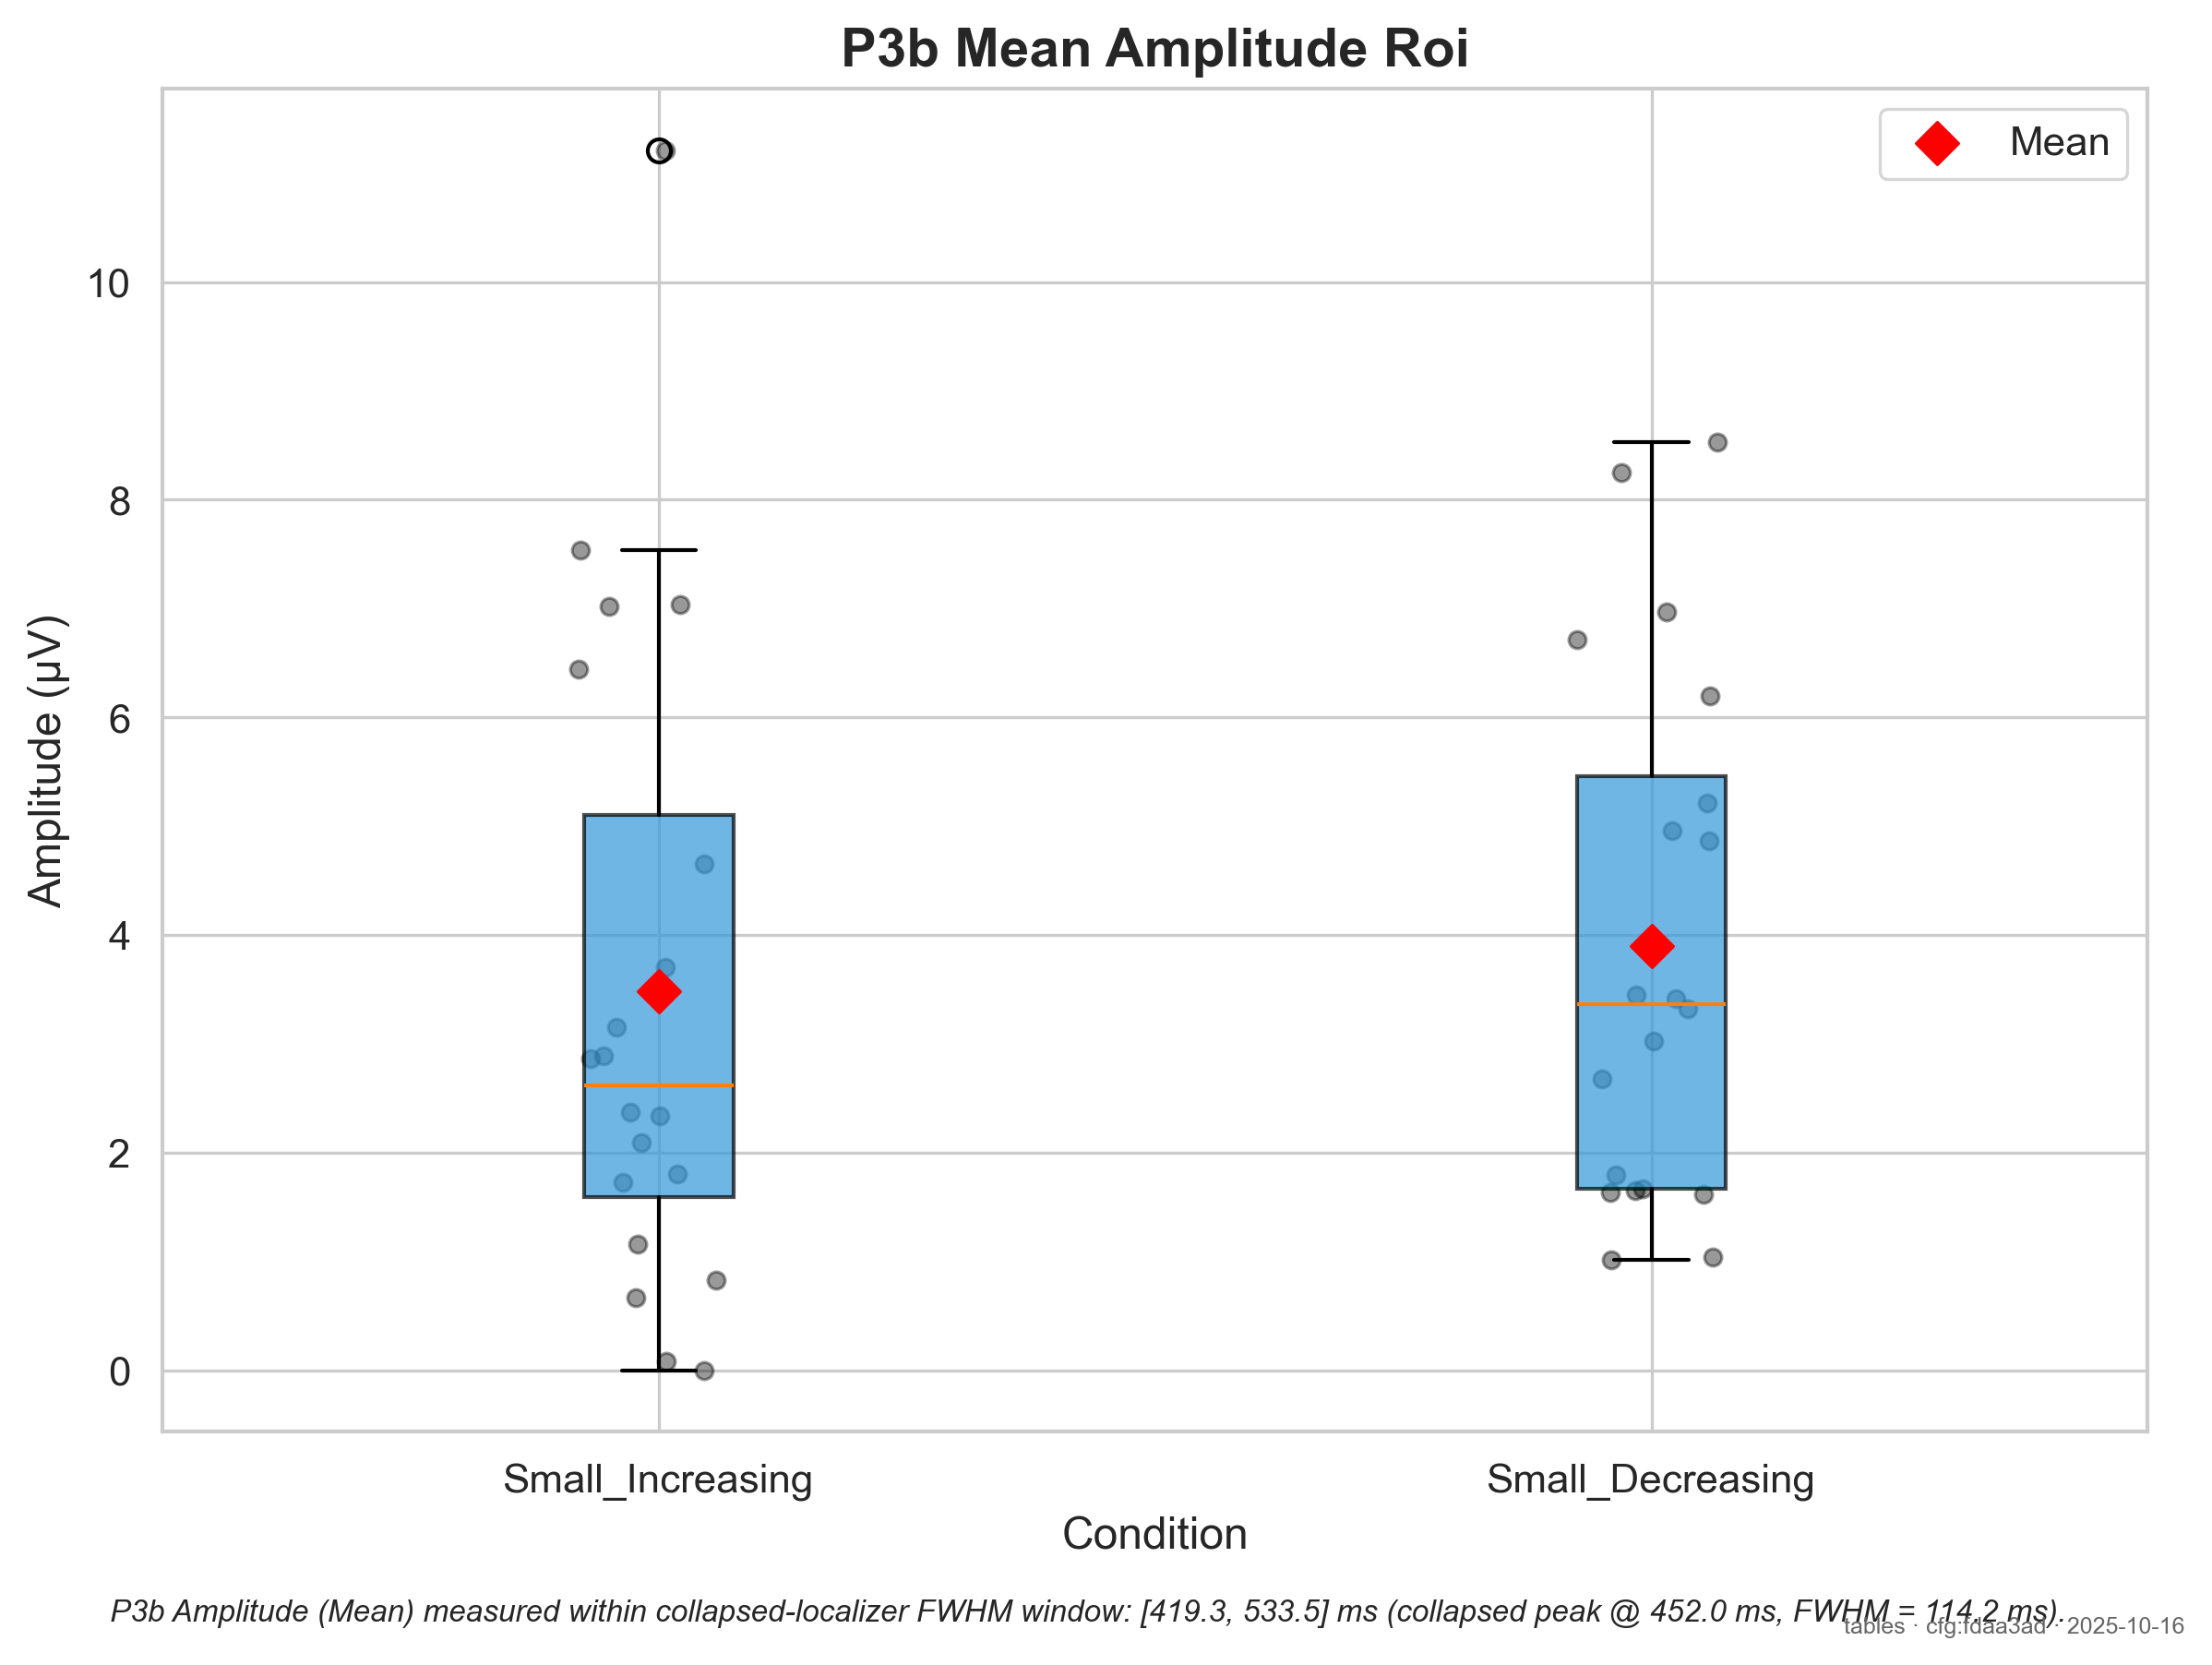 P3b Mean Amplitude Roi
Mean
10
8
6
4
2
0
Amplitude (µV)
Small_Increasing
Small_Decreasing
Condition
P3b Amplitude (Mean) measured within collapsed-localizer FWHM window: [419.3, 533.5] ms (collapsed peak @ 452.0 ms, FWHM = 114.2 ms).
tables · cfg:fdaa3ad · 2025-10-16